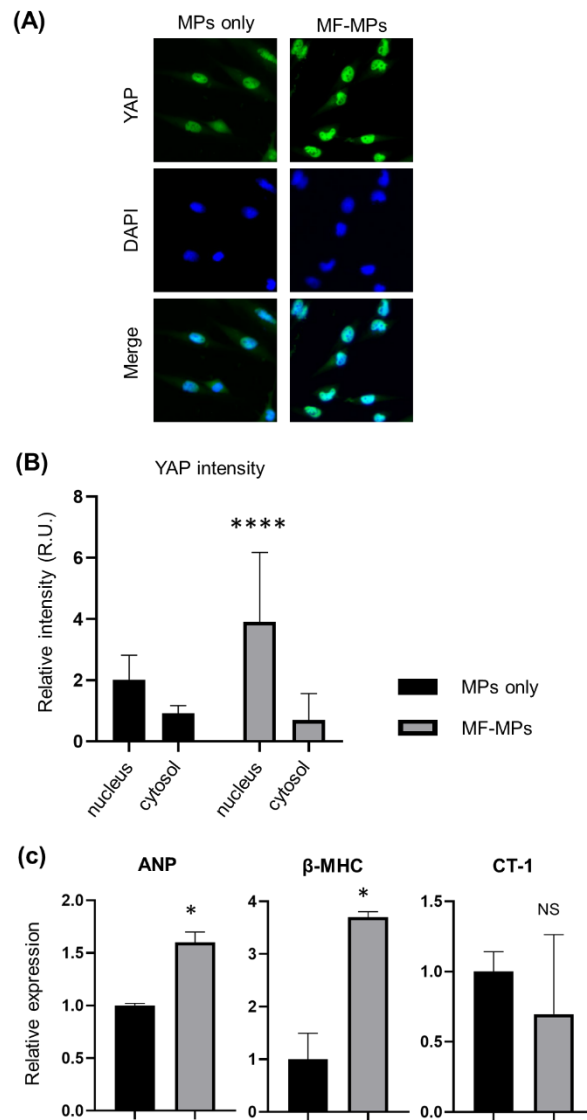 (A)
MPs only MF-MPs
YAP
DAPI
Merge
(B)
YAP intensity
Relative intensity (R.U.)
8
6
4
2
0
****
nucleus cytosol nucleus cytosol
MPs only
MF-MPs
(c)
ANP β-MHC CT-1
Relative expression
2.0
1.5
1.0
0.5
0.0
*
4
3
2
1
0
*
1.5
1.0
0.5
0.0
NS